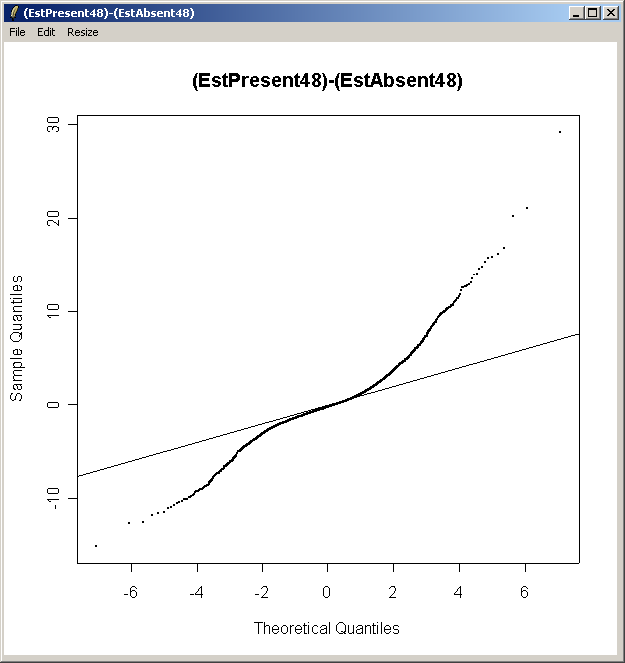 (EstPresent48)-(EstAbsent48)
File Edit Resize
(EstPresent48)-(EstAbsent48)
30
20
10
0
-10
Sample Quantiles
-6 -4 -2 0 2 4 6
Theoretical Quantiles